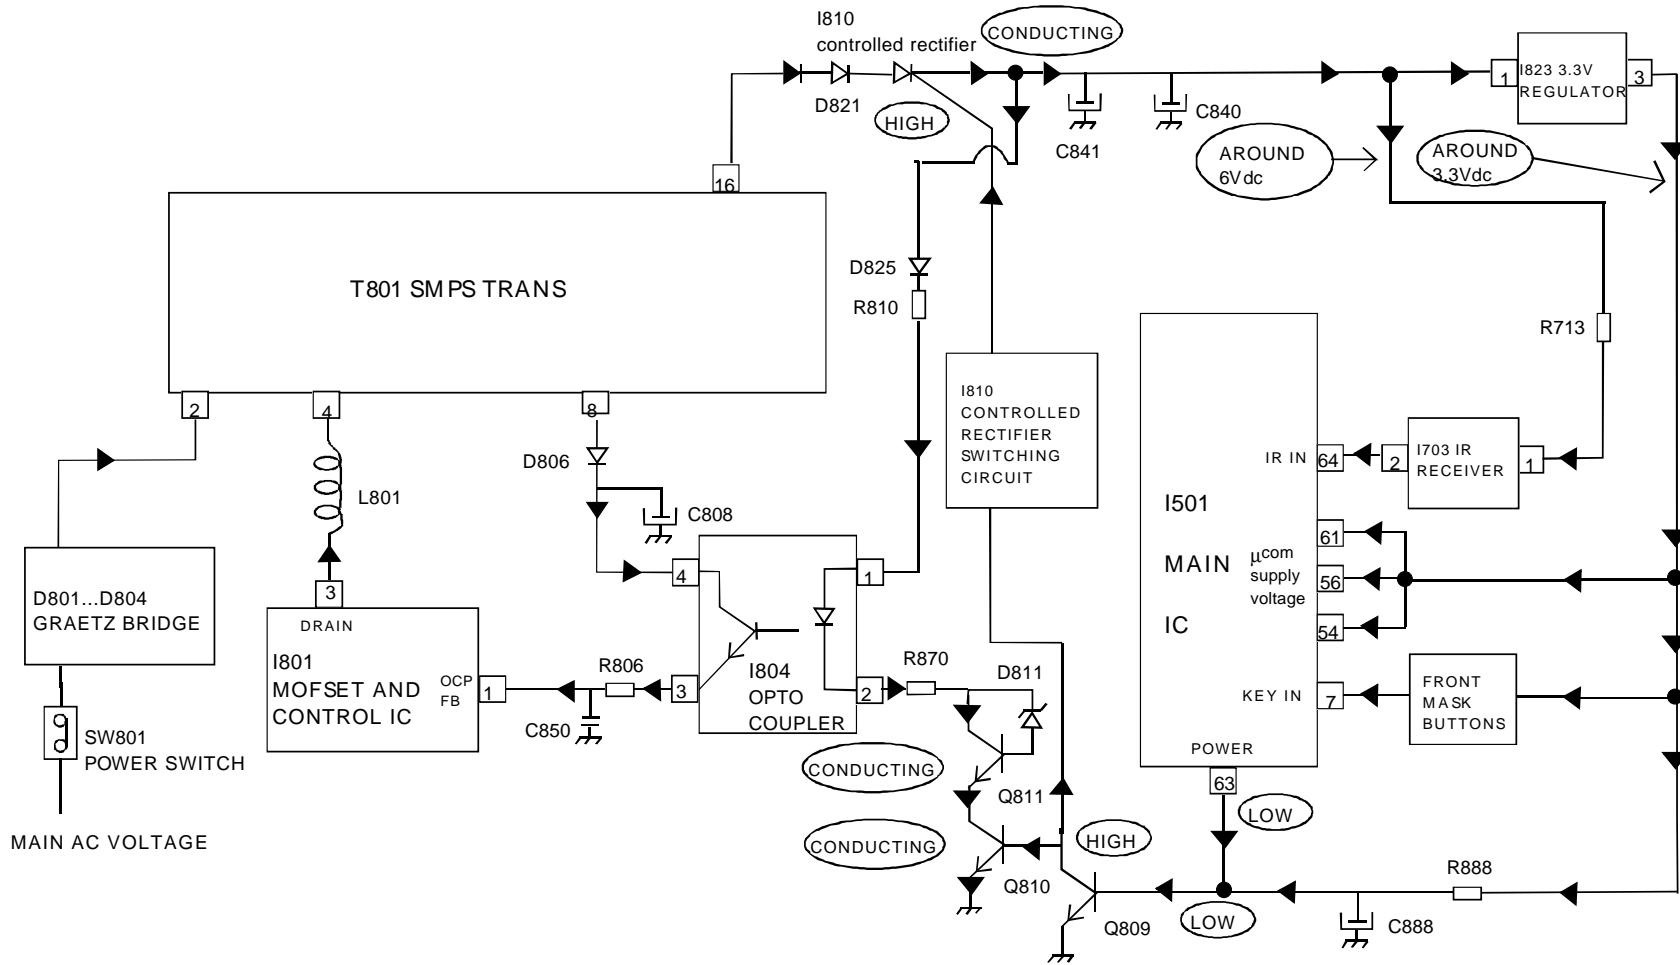 I810
controlled rectifier
CONDUCTING
D821
HIGH
C841
C840
1
I823 3.3V
REGULATOR
3
AROUND
6Vdc
AROUND
3.3Vdc
16
T801 SMPS TRANS
D825
R810
R713
2
4
8
I810
CONTROLLED
RECTIFIER
SWITCHING
CIRCUIT
D806
L801
C808
IR IN
64
2
I703 IR
RECEIVER
1
I501
MAIN
IC
61
µcom
supply
voltage
56
54
D801...D804
GRAETZ BRIDGE
3
DRAIN
I801
MOFSET AND
CONTROL IC
OCP
FB
1
R806
C850
4
1
3
2
I804
OPTO
COUPLER
R870
D811
KEY IN
7
FRONT
MASK
BUTTONS
SW801
POWER SWITCH
MAIN AC VOLTAGE
CONDUCTING
Q811
POWER
63
LOW
CONDUCTING
Q810
HIGH
Q809
LOW
R888
C888